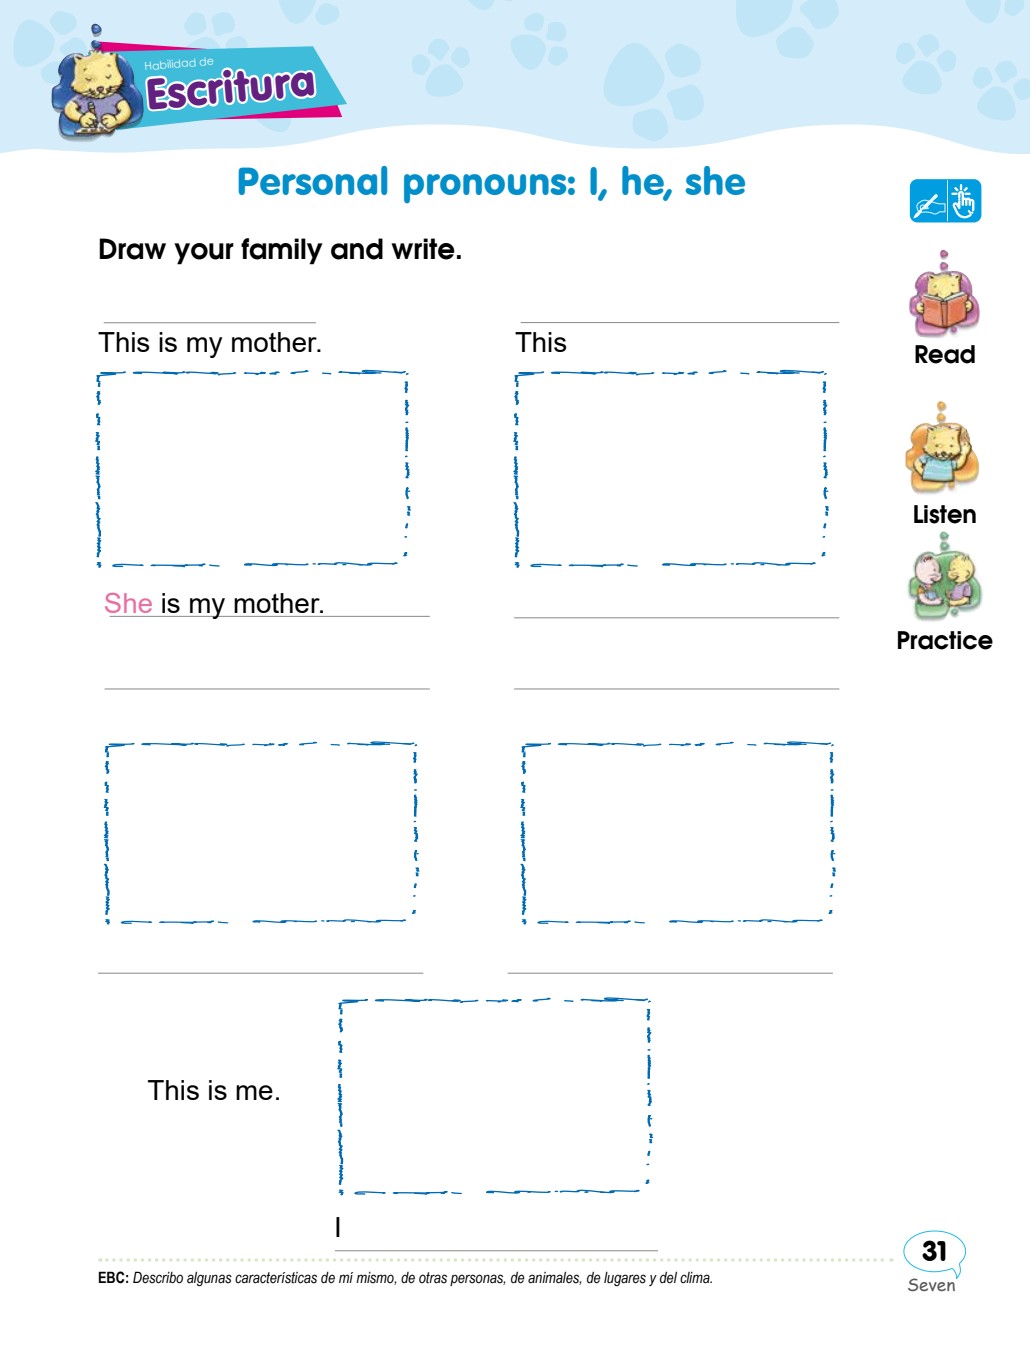 Habilidad de
Escritura
Personal pronouns: I, he, she
Draw your family and write.
This is my mother.
This
Read
Listen
She is my mother.
Practice
This is me.
I
31
EBC: Describo algunas características de mí mismo, de otras personas, de animales, de lugares y del clima.
Seven